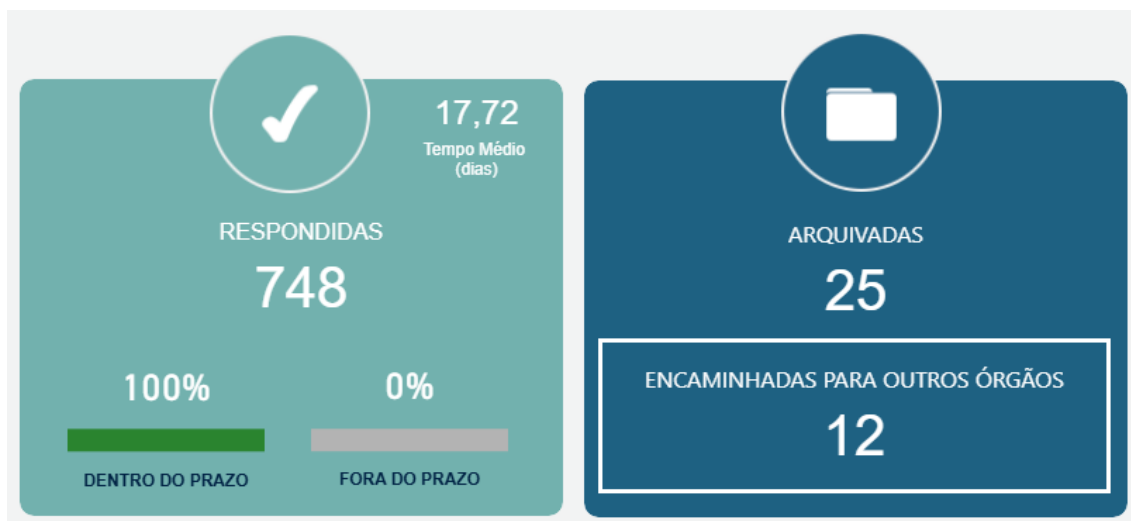 17,72
Tempo Médio
(dias)
RESPONDIDAS
748
100%
0%
DENTRO DO PRAZO
FORA DO PRAZO
ARQUIVADAS
25
ENCAMINHADAS PARA OUTROS ÓRGÃOS
12